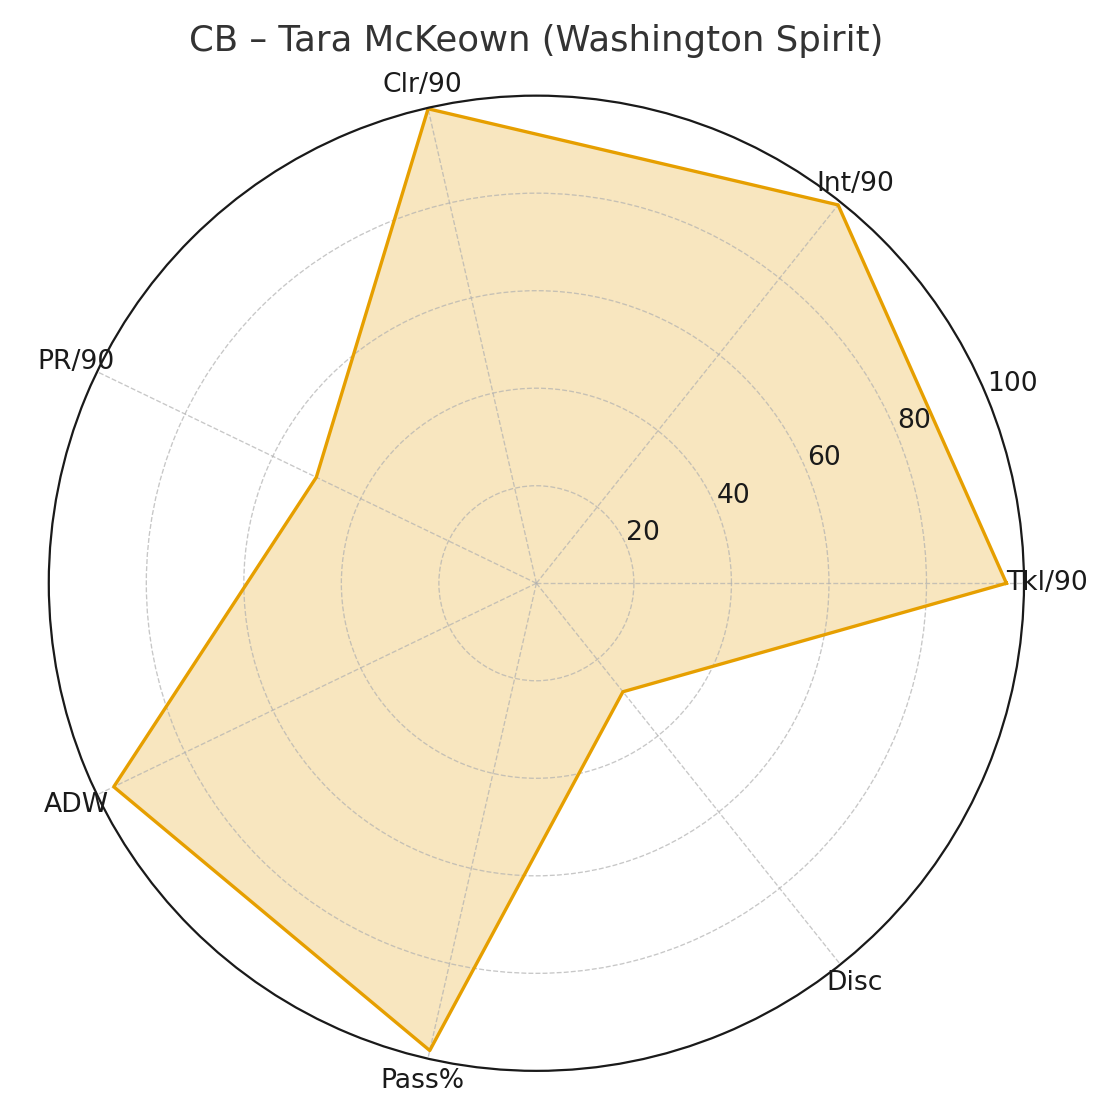 CB – Tara McKeown (Washington Spirit)
Clr/90
Int/90
PR/90
100
80
60
40
20
Tkl/90
ADW
Disc
Pass%